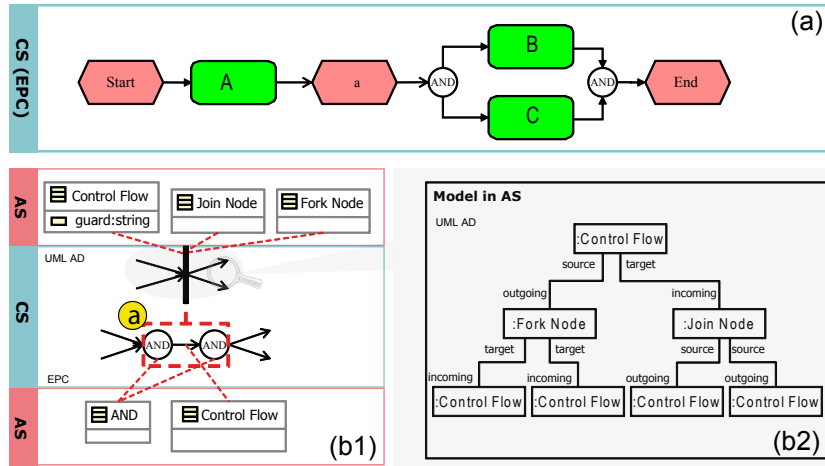 (a)
CS (EPC)
Start
A
a
AND
B
C
AND
End
AS
Control Flow
guard:string
Join Node
Fork Node
CS
UML AD
a
AND
AND
EPC
AS
AND
Control Flow
(b1)
Model in AS
UML AD
:Control Flow
source target
outgoing incoming
:Fork Node :Join Node
target target source source
incoming incoming outgoing outgoing
:Control Flow :Control Flow :Control Flow :Control Flow
(b2)